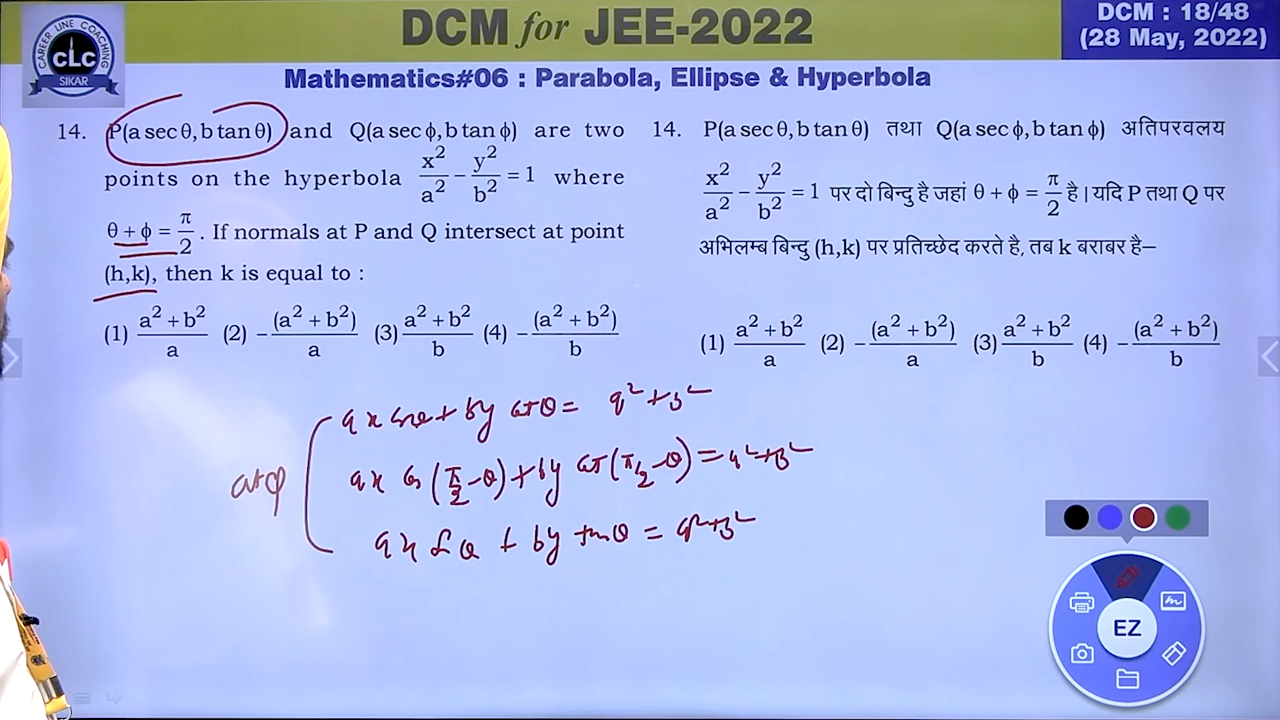 CAREER LINE COACHING
CLC
SIKAR
DCM for JEE-2022
DCM : 18/48
(28 May, 2022)
Mathematics#06 : Parabola, Ellipse & Hyperbola
14. P(a sec θ, b tan θ) and Q(a sec ϕ, b tan ϕ) are two
points on the hyperbola x²/a² − y²/b² = 1 where
θ + ϕ = π/2. If normals at P and Q intersect at point
(h,k), then k is equal to :
(1) (a² + b²)/a (2) −(a² + b²)/a (3) (a² + b²)/b (4) −(a² + b²)/b
14. P(a sec θ, b tan θ) तथा Q(a sec ϕ, b tan ϕ) अतिपरवलय
x²/a² − y²/b² = 1 पर दो बिन्दु है जहां θ + ϕ = π/2 है। यदि P तथा Q पर
अभिलम्ब बिन्दु (h,k) पर प्रतिच्छेद करते है, तब k बराबर है–
(1) (a² + b²)/a (2) −(a² + b²)/a (3) (a² + b²)/b (4) −(a² + b²)/b
ax cosθ + by cotθ = a² + b²
ax cos(π/2 − θ) + by cot(π/2 − θ) = a² + b²
ax sinθ + by tanθ = a² + b²
EZ